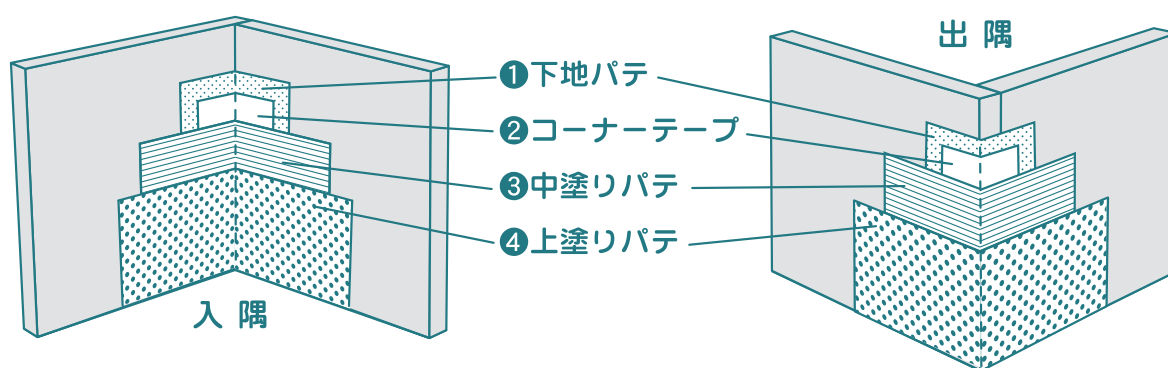 出隅
❶下地パテ
❷コーナーテープ
❸中塗りパテ
❹上塗りパテ
入隅